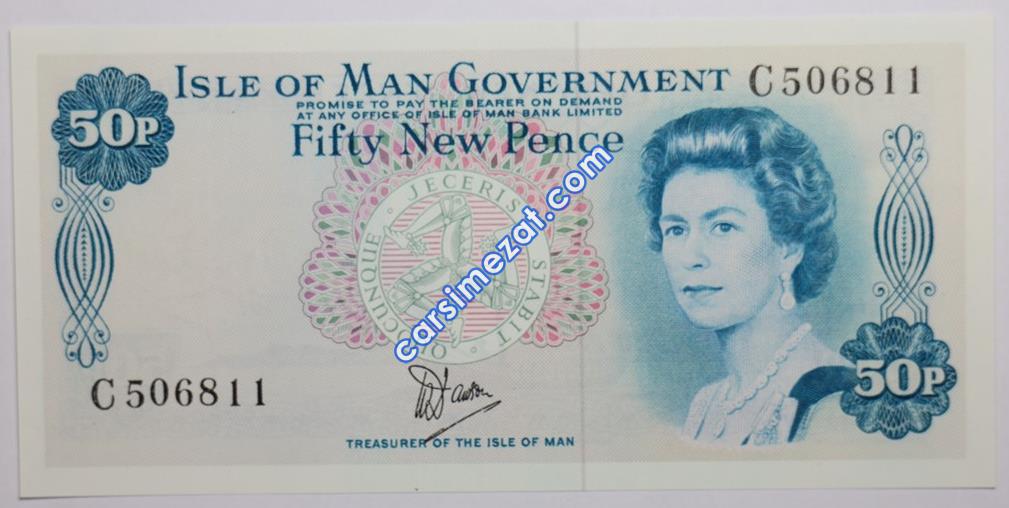 ISLE OF MAN GOVERNMENT C506811
PROMISE TO PAY THE BEARER ON DEMAND
AT ANY OFFICE OF ISLE OF MAN BANK LIMITED
Fifty New Pence
50P
QUOCUNQUE JECERIS STABIT
carsimezat.com
50P
C506811
TREASURER OF THE ISLE OF MAN